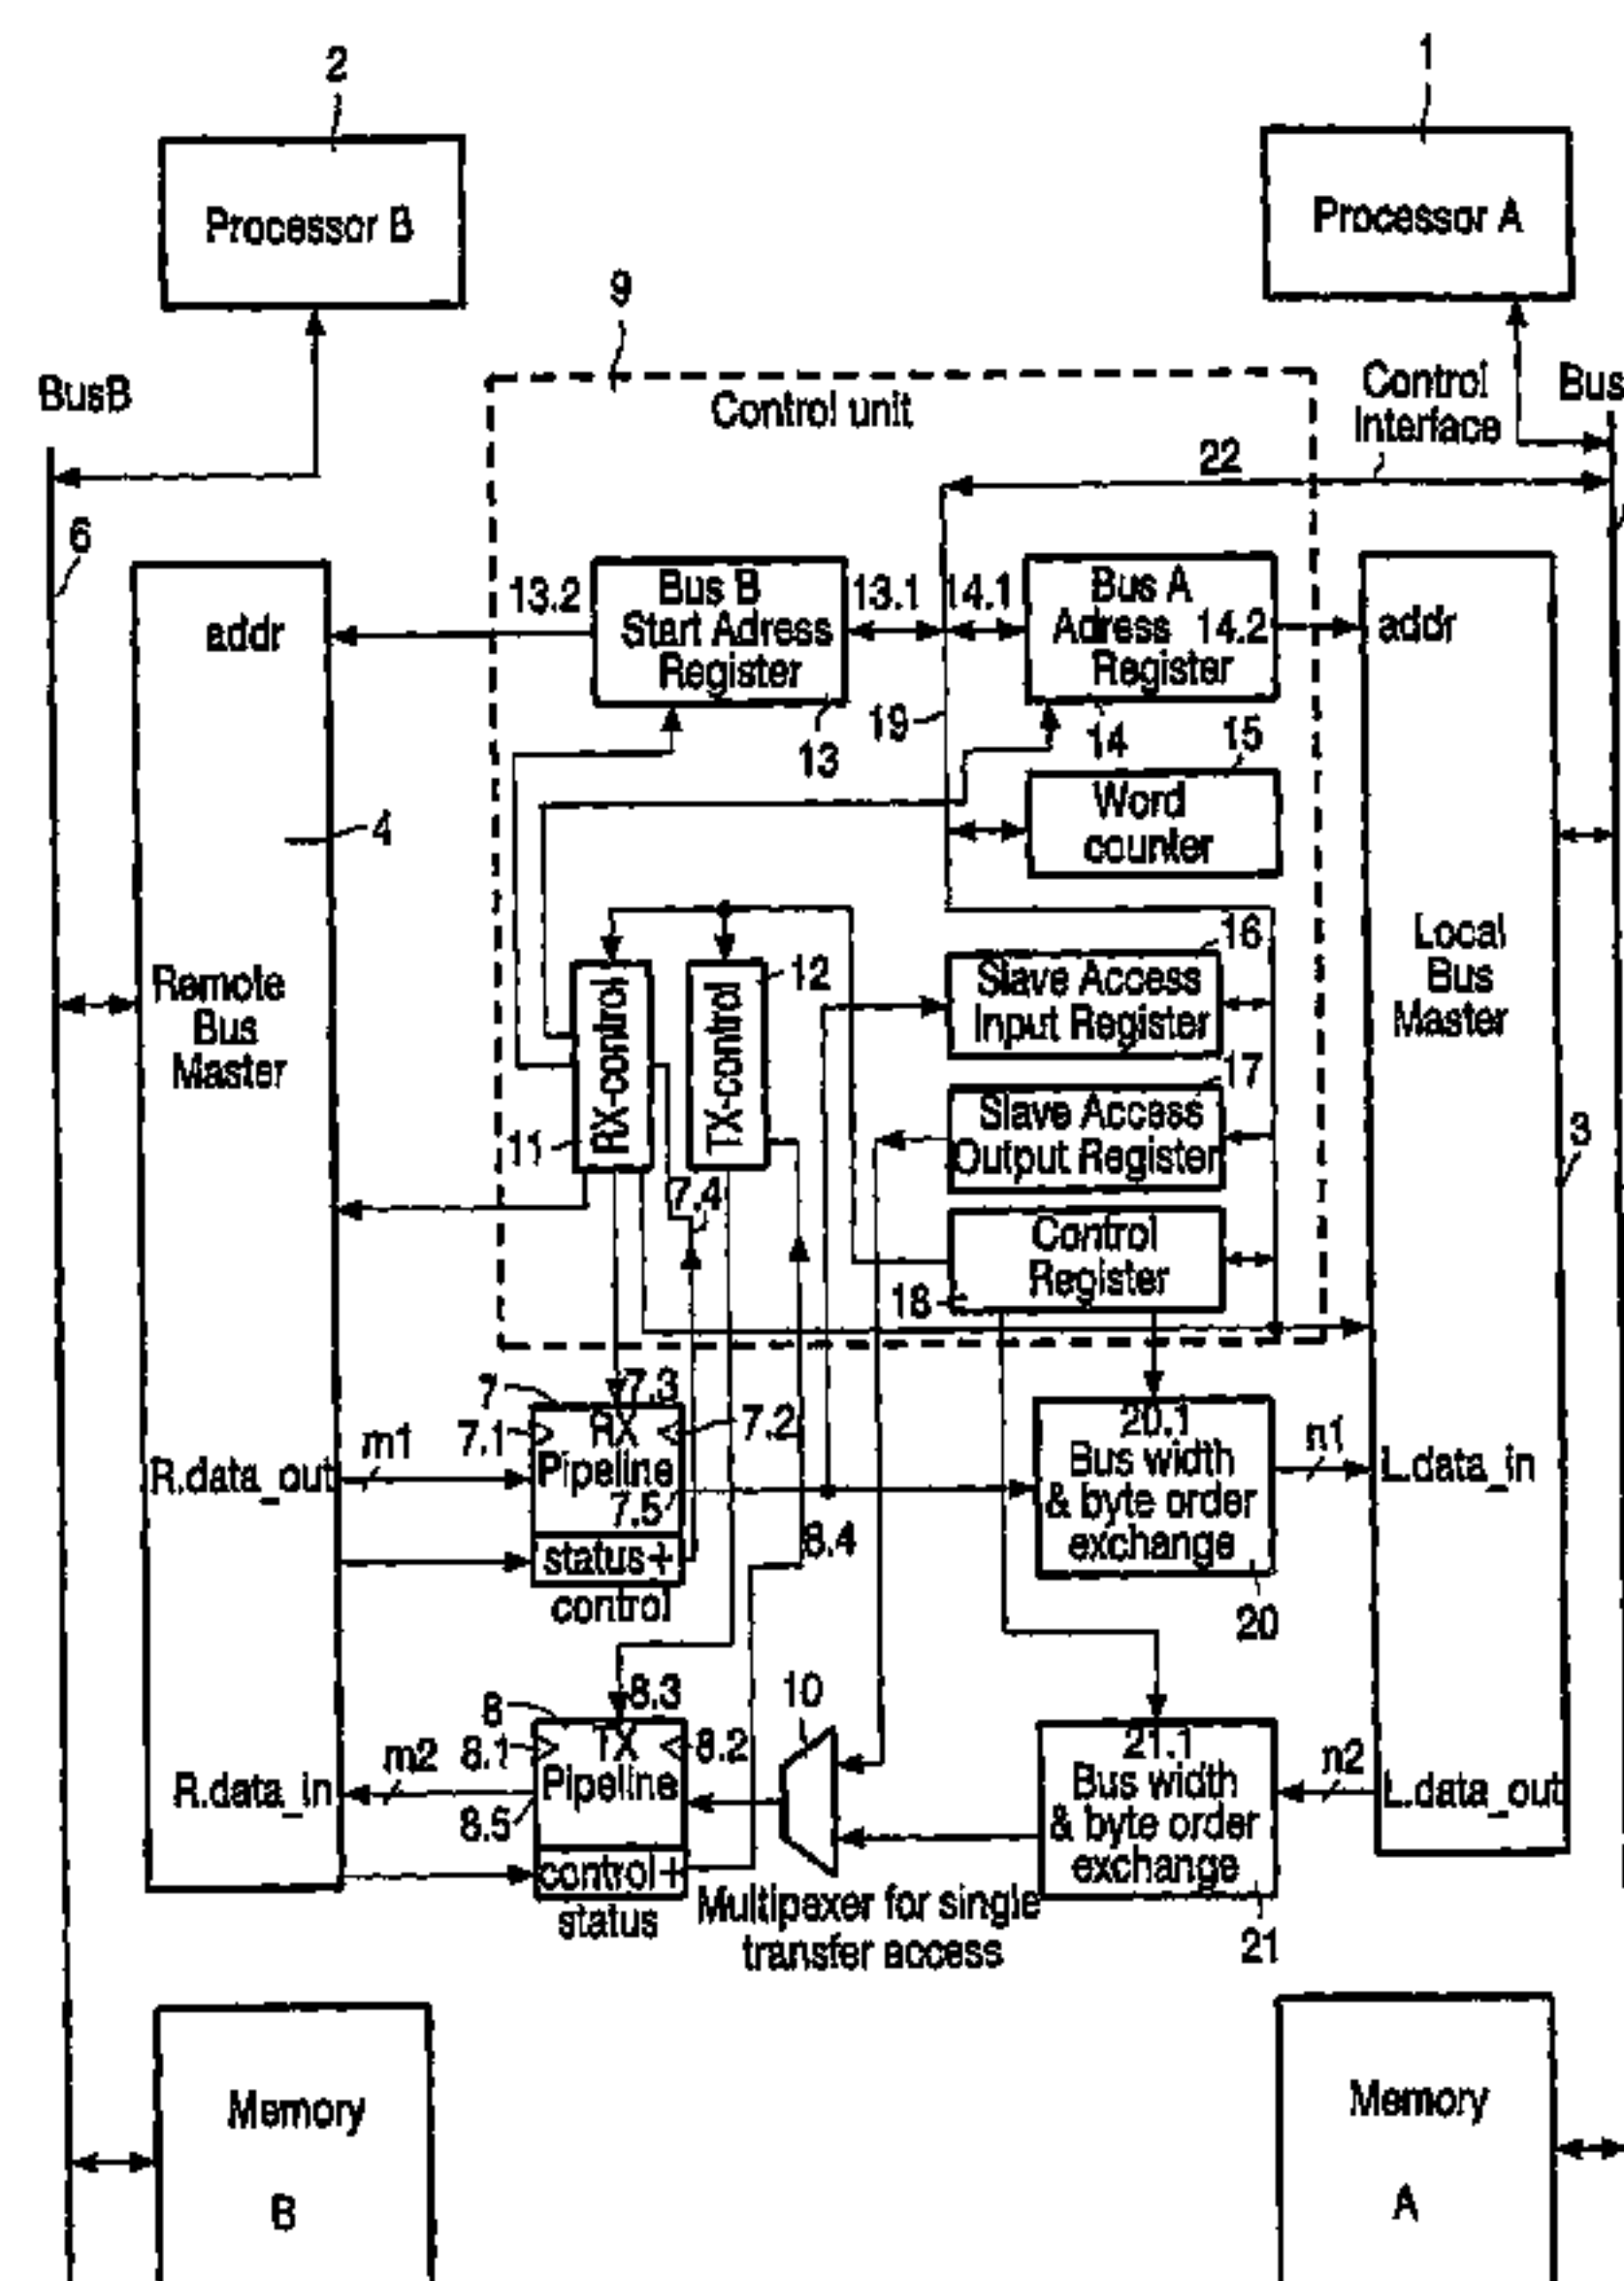 2
1
Processor B
Processor A
9
BusB
Control unit
Control
Interface
Bus
22
6
13.2
Bus B
Start Adress
Register
13.1
14.1
Bus A
Adress
Register
14.2
addr
addr
19
13
14
15
Word
counter
4
16
Slave Access
Input Register
12
RX-control
TX-control
Remote
Bus
Master
Local
Bus
Master
17
Slave Access
Output Register
11
3
7.4
Control
Register
18
7
7.3
7.1
RX
Pipeline
7.2
7.5
m1
R.data_out
20.1
Bus width
& byte order
exchange
n1
L.data_in
status+
control
8.4
20
8
8.3
10
8.1
TX
Pipeline
8.2
m2
R.data_in
8.5
21.1
Bus width
& byte order
exchange
n2
L.data_out
control+
status
Multipexer for single
transfer access
21
Memory
B
Memory
A